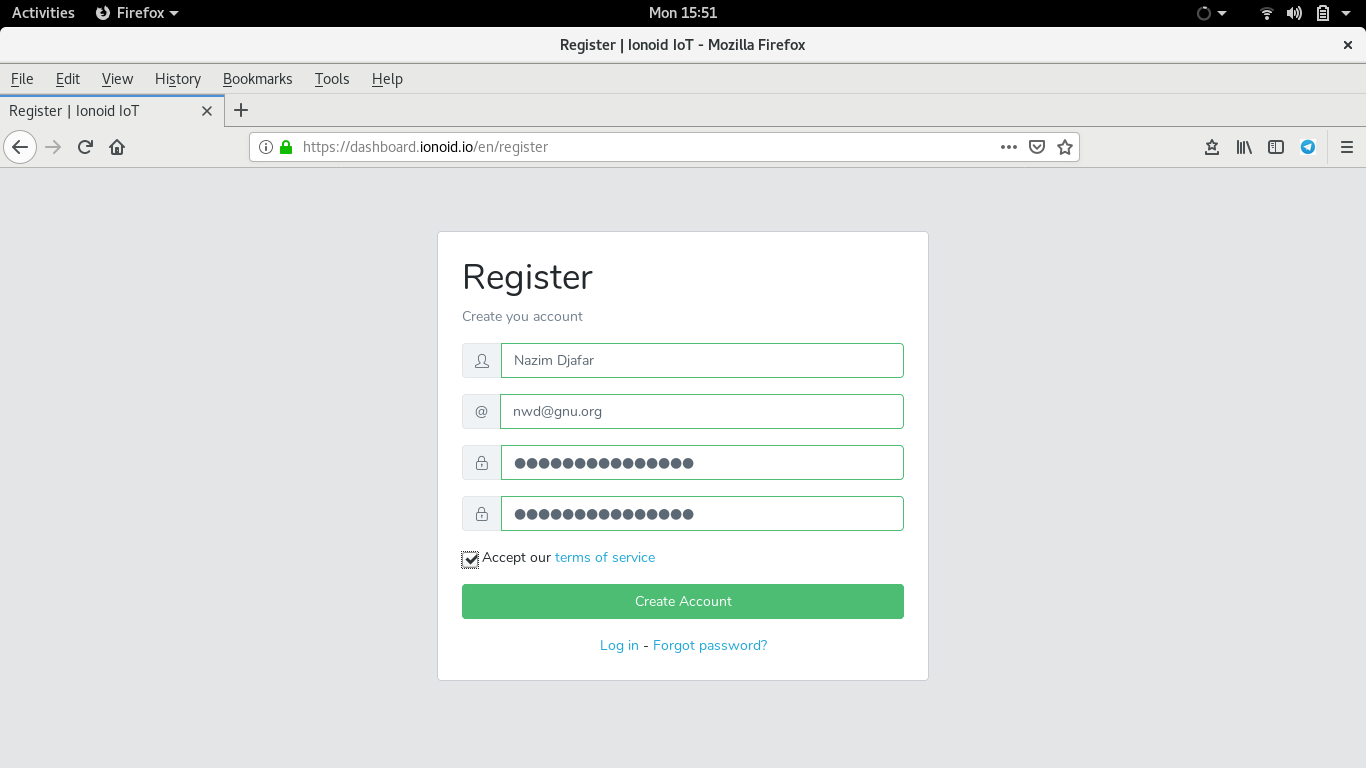 Activities Firefox Mon 15:51
Register | Ionoid IoT - Mozilla Firefox
File Edit View History Bookmarks Tools Help
Register | Ionoid IoT
https://dashboard.ionoid.io/en/register
Register
Create you account
Nazim Djafar
@ nwd@gnu.org
●●●●●●●●●●●●●●●
●●●●●●●●●●●●●●●
Accept our terms of service
Create Account
Log in - Forgot password?